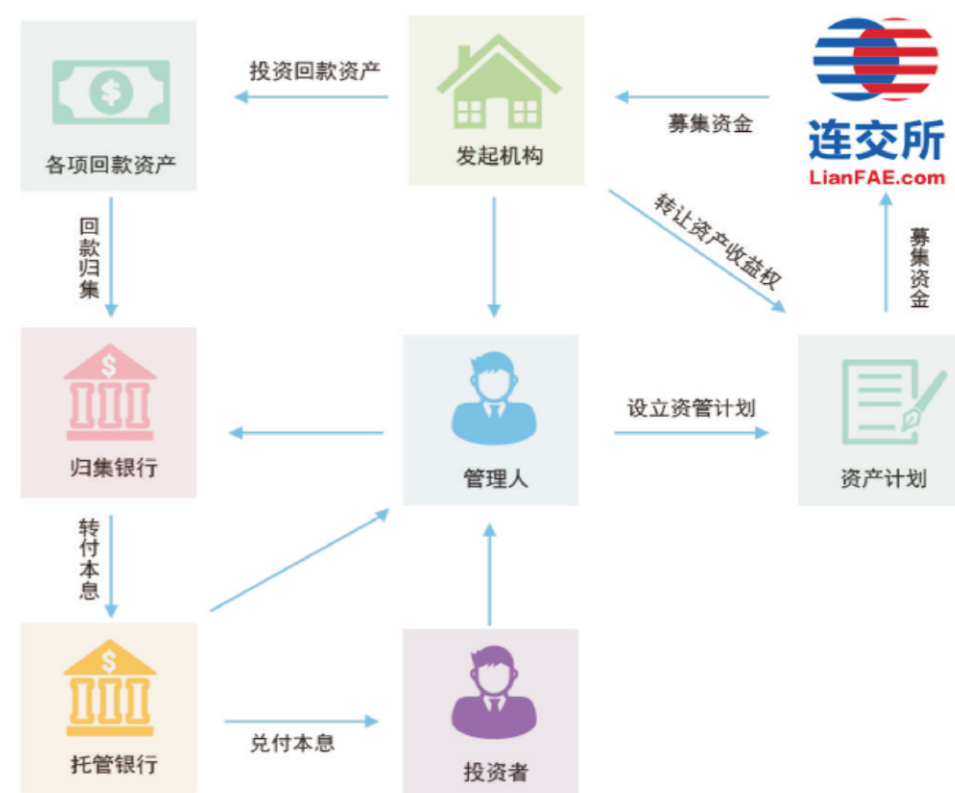 投资回款资产
募集资金
连交所
LianFAE.com
各项回款资产
发起机构
回款归集
转让资产收益权
募集资金
设立资管计划
归集银行
管理人
资产计划
转付本息
兑付本息
托管银行
投资者
$
$
$